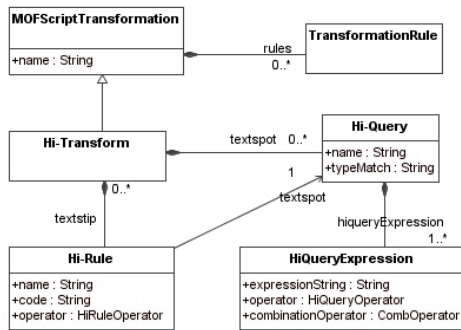 MOFScriptTransformation
+name : String
rules
0..*
TransformationRule
Hi-Transform
textspot 0..*
Hi-Query
+name : String
+typeMatch : String
0..*
1
textspot
textstip
hiqueryExpression
1..*
Hi-Rule
+name : String
+code : String
+operator : HiRuleOperator
HiQueryExpression
+expressionString : String
+operator : HiQueryOperator
+combinationOperator : CombOperator